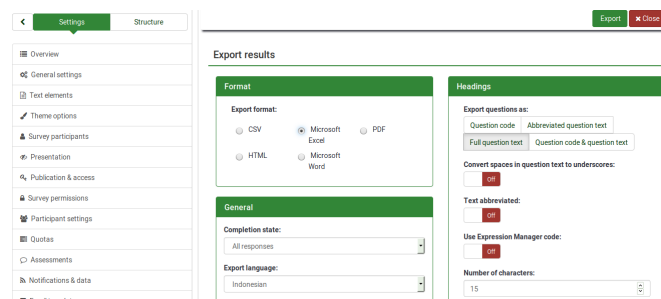 Settings
Structure
Export
Close
Overview
General settings
Text elements
Theme options
Survey participants
Presentation
Publication & access
Survey permissions
Participant settings
Quotas
Assessments
Notifications & data
Export results
Format
Export format:
CSV
Microsoft
Excel
PDF
HTML
Microsoft
Word
General
Completion state:
All responses
Export language:
Indonesian
Headings
Export questions as:
Question code
Abbreviated question text
Full question text
Question code & question text
Convert spaces in question text to underscores:
Off
Text abbreviated:
Off
Use Expression Manager code:
Off
Number of characters:
15